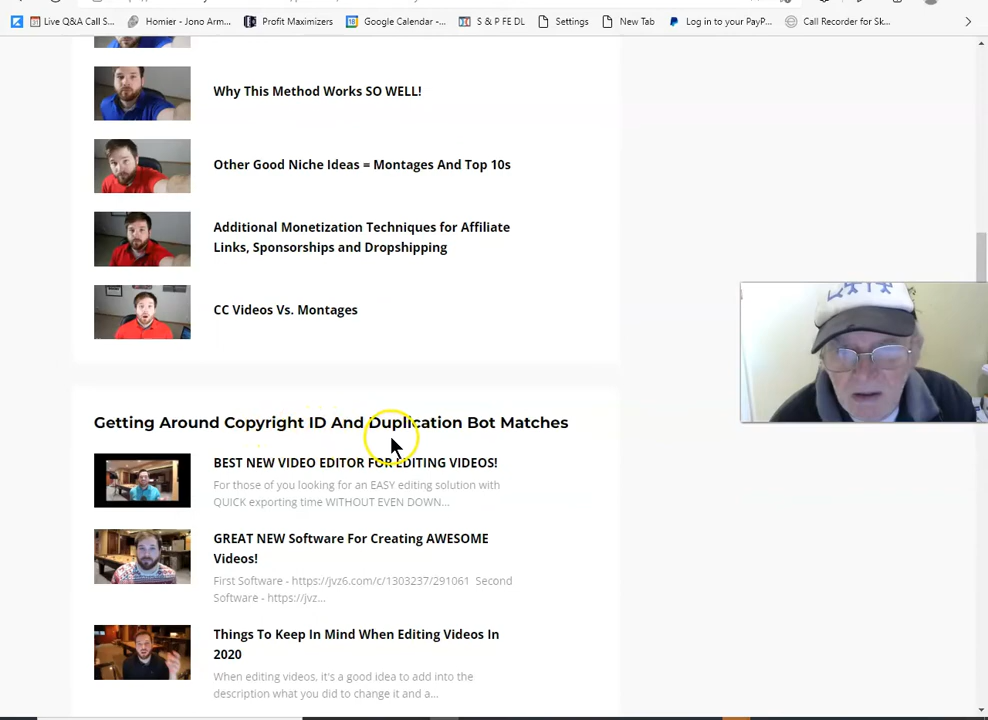 Live Q&A Call S...
Homier - Jono Arm...
Profit Maximizers
Google Calendar -...
S & P FE DL
Settings
New Tab
Log in to your PayP...
Call Recorder for Sk...
Why This Method Works SO WELL!
Other Good Niche Ideas = Montages And Top 10s
Additional Monetization Techniques for Affiliate
Links, Sponsorships and Dropshipping
CC Videos Vs. Montages
Getting Around Copyright ID And Duplication Bot Matches
BEST NEW VIDEO EDITOR FOR EDITING VIDEOS!
For those of you looking for an EASY editing solution with
QUICK exporting time WITHOUT EVEN DOWN...
GREAT NEW Software For Creating AWESOME
Videos!
First Software - https://jvz6.com/c/1303237/291061 Second
Software - https://jvz...
Things To Keep In Mind When Editing Videos In
2020
When editing videos, it's a good idea to add into the
description what you did to change it and a...